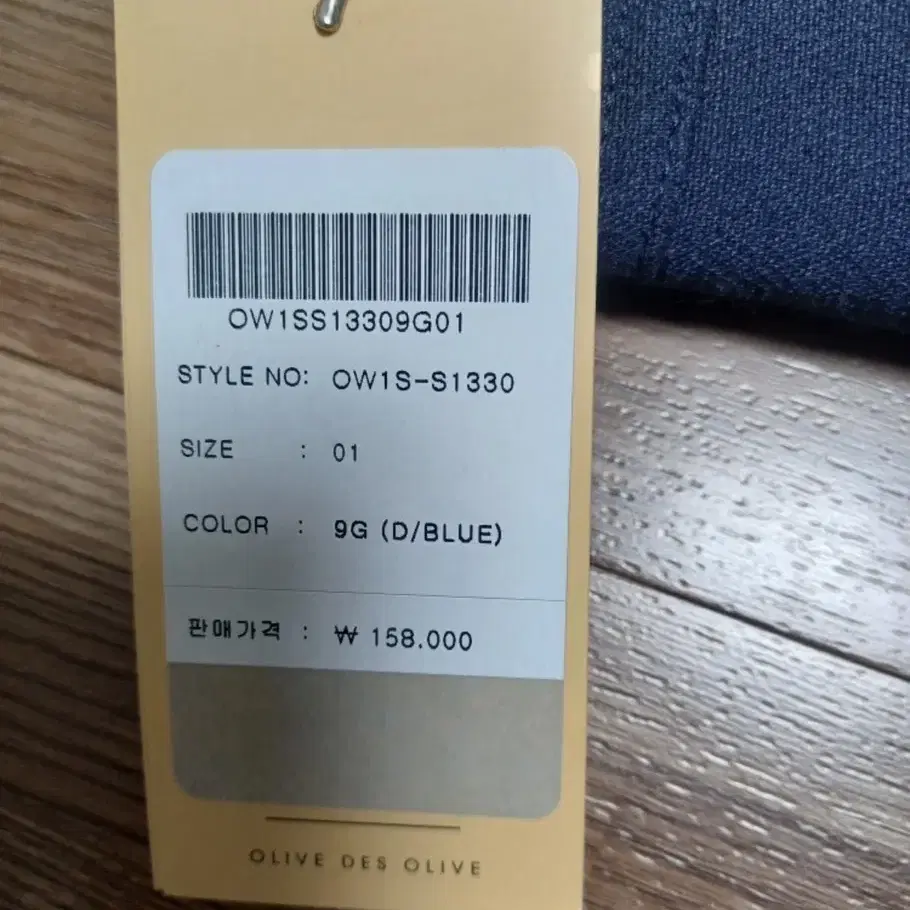 OW1SS13309G01
STYLE NO: OW1S-S1330
SIZE : 01
COLOR : 9G (D/BLUE)
판매가격 : ₩ 158.000
OLIVE DES OLIVE